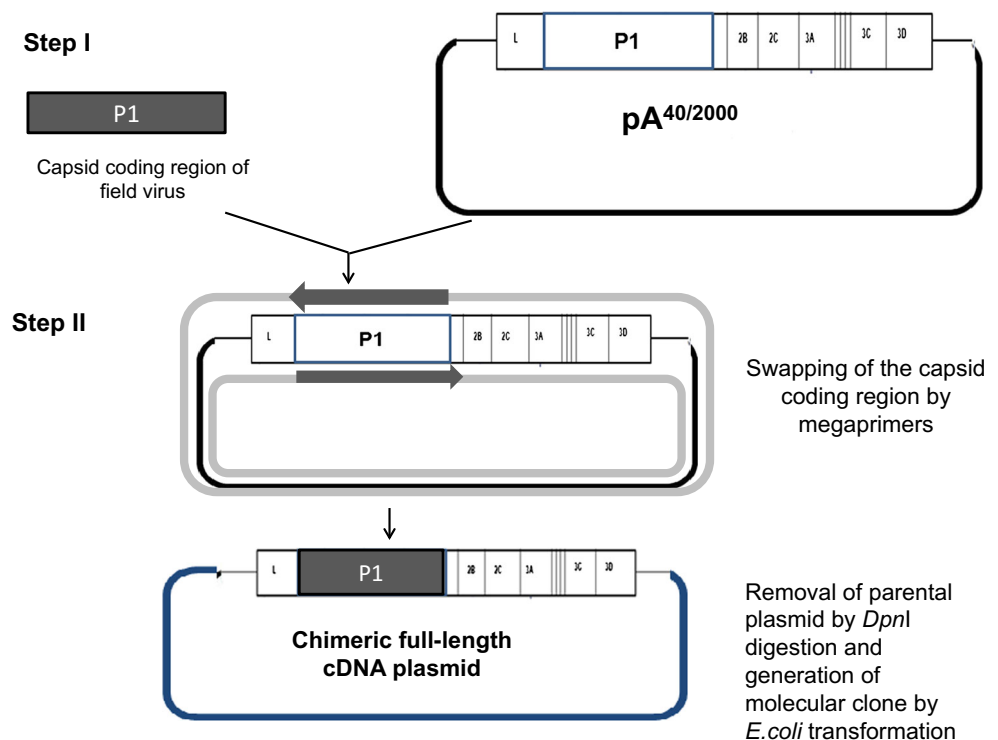 Step I
P1
Capsid coding region of
field virus
L P1 2B 2C 3A 3C 3D
pA40/2000
Step II
L P1 2B 2C 3A 3C 3D
Swapping of the capsid
coding region by
megaprimers
L P1 2B 2C 3A 3C 3D
Chimeric full-length
cDNA plasmid
Removal of parental
plasmid by DpnI
digestion and
generation of
molecular clone by
E.coli transformation